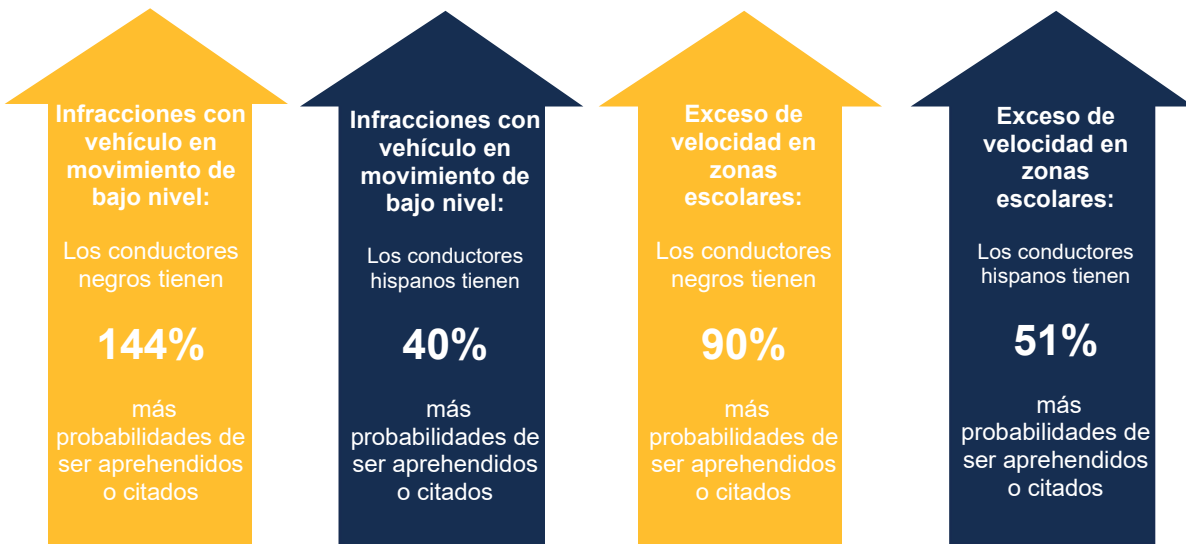 Infracciones con
vehículo en
movimiento de
bajo nivel:
Los conductores
negros tienen
144%
más
probabilidades de
ser aprehendidos
o citados
Infracciones con
vehículo en
movimiento de
bajo nivel:
Los conductores
hispanos tienen
40%
más
probabilidades de
ser aprehendidos
o citados
Exceso de
velocidad en
zonas
escolares:
Los conductores
negros tienen
90%
más
probabilidades de
ser aprehendidos
o citados
Exceso de
velocidad en
zonas
escolares:
Los conductores
hispanos tienen
51%
más
probabilidades de
ser aprehendidos
o citados